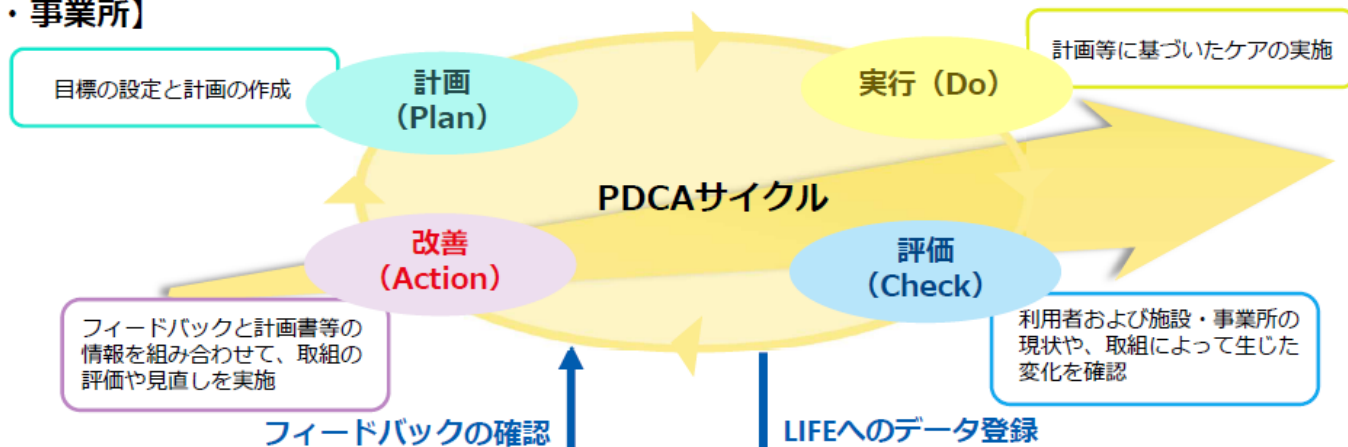 ・事業所】
目標の設定と計画の作成
計画
（Plan）
実行（Do）
計画等に基づいたケアの実施
PDCAサイクル
改善
（Action）
評価
（Check）
フィードバックと計画書等の
情報を組み合わせて、取組の
評価や見直しを実施
利用者および施設・事業所の
現状や、取組によって生じた
変化を確認
フィードバックの確認
LIFEへのデータ登録